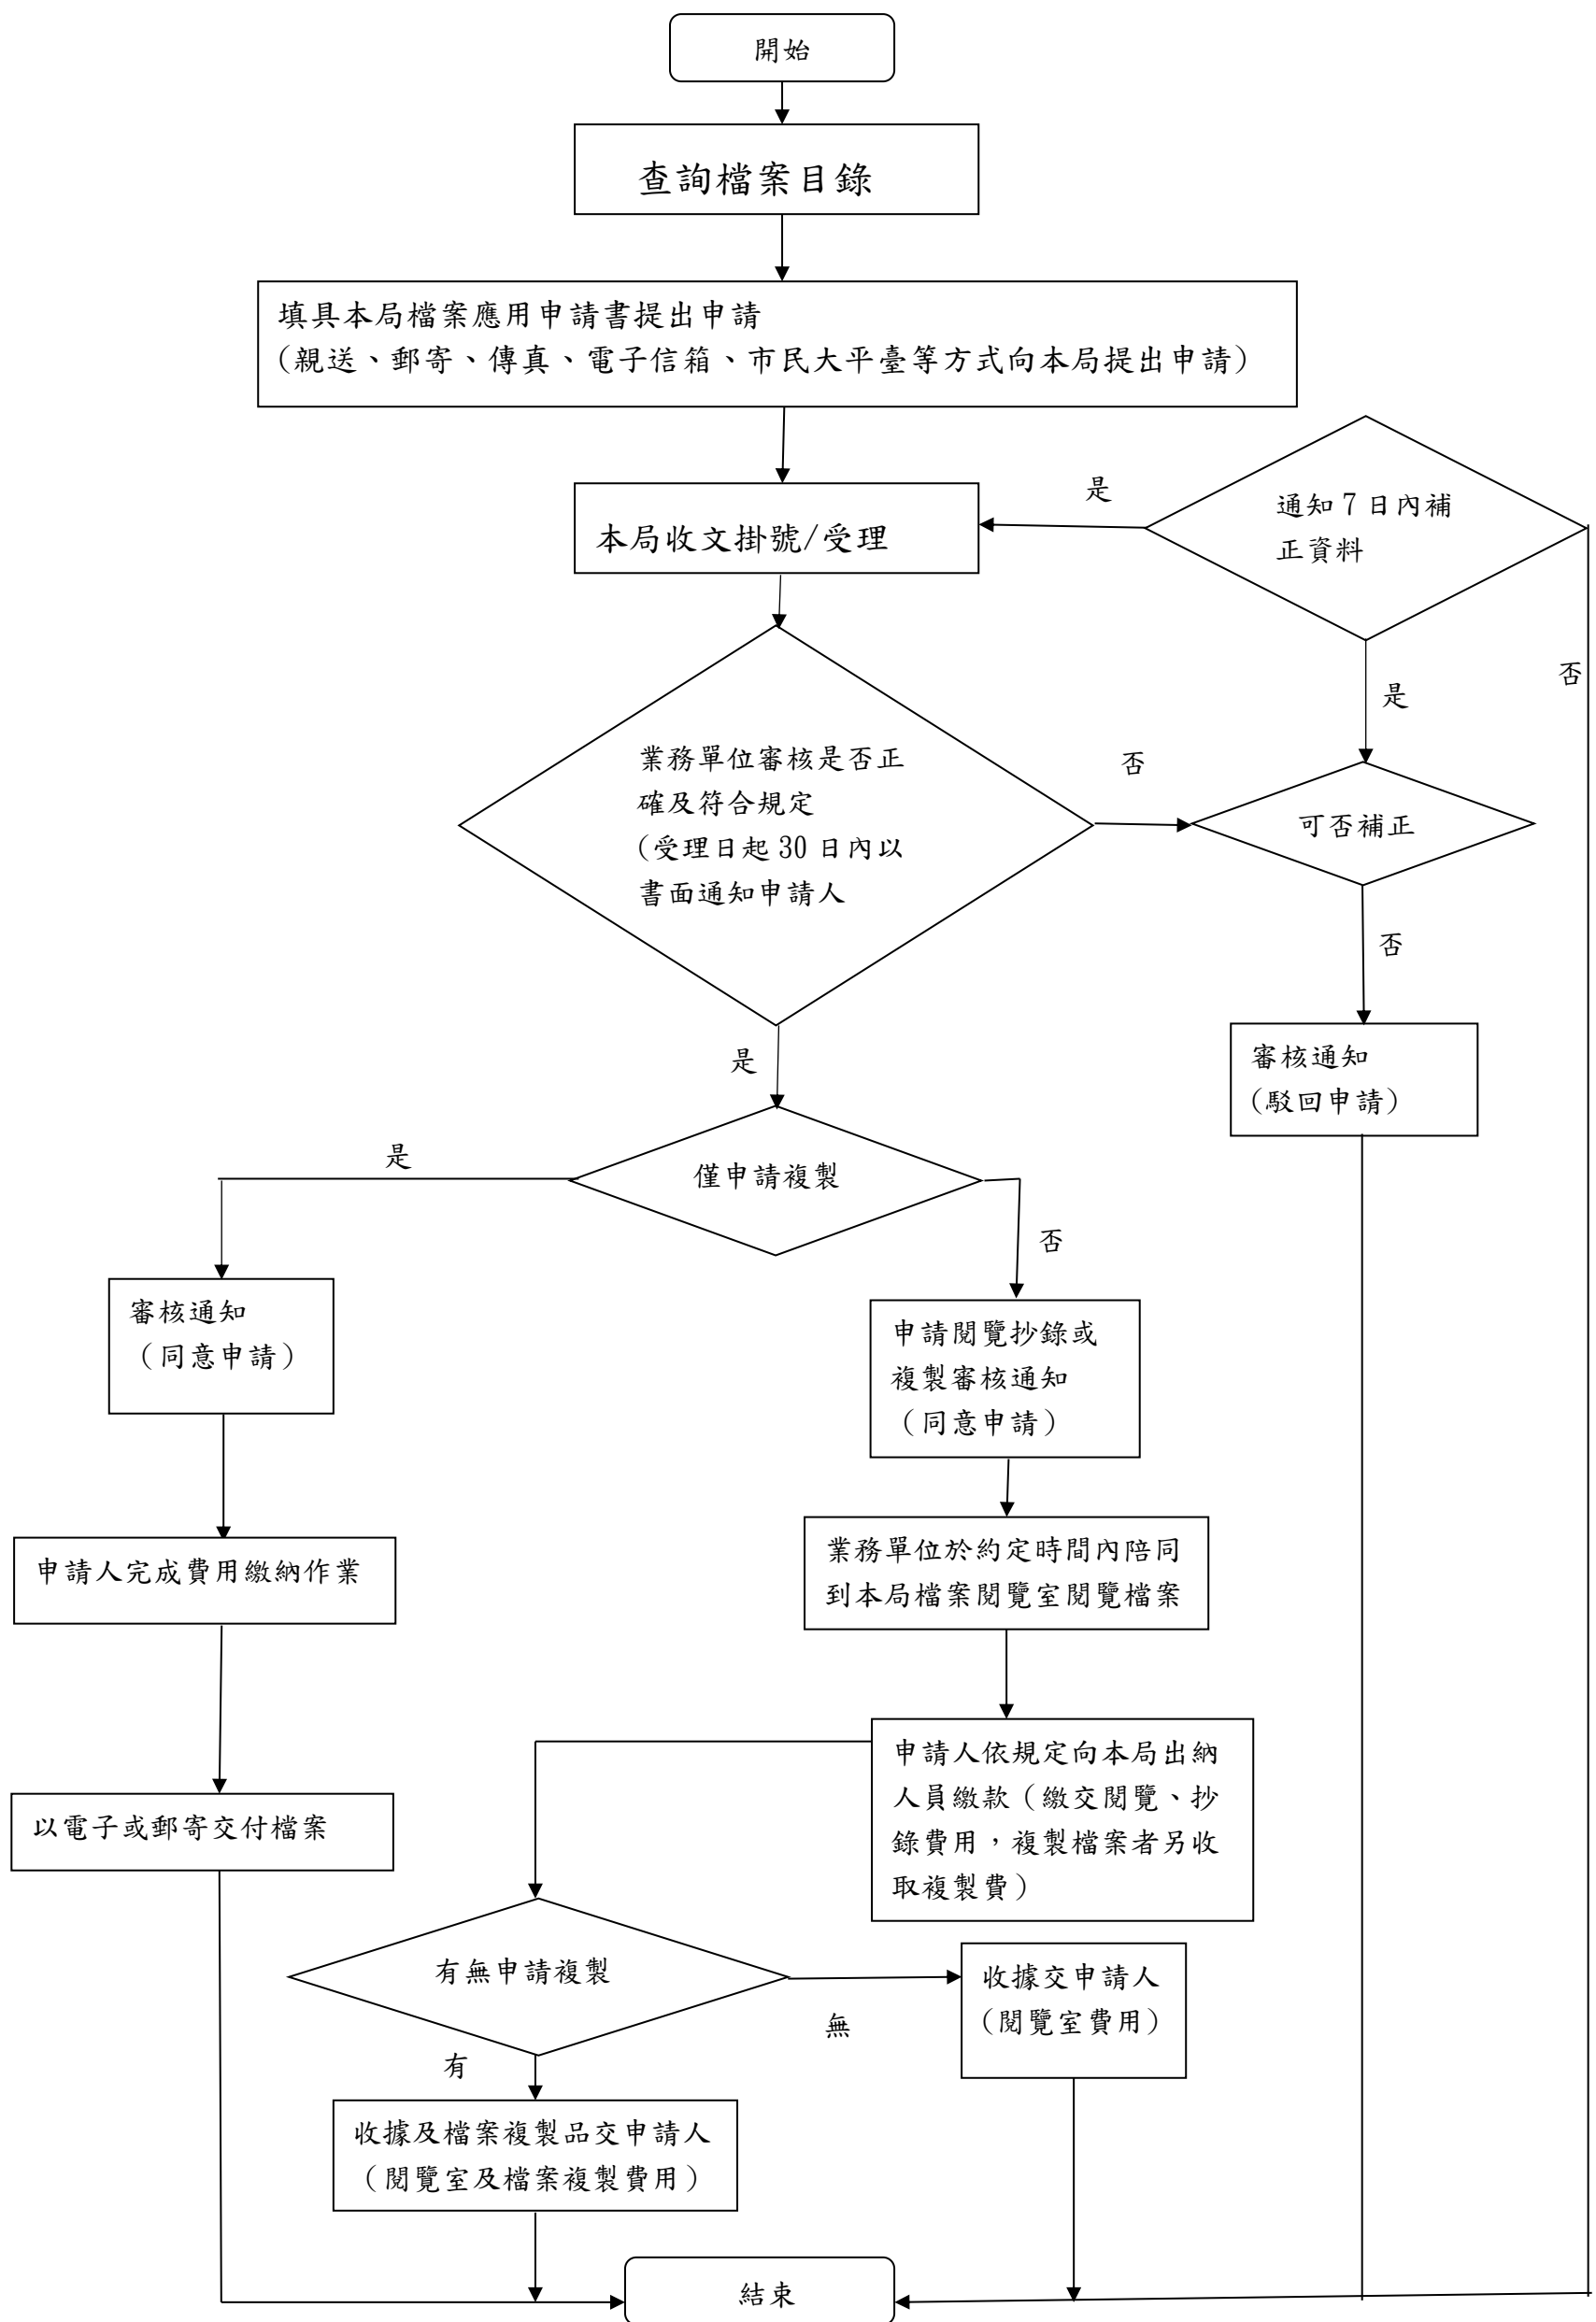 開始
查詢檔案目錄
填具本局檔案應用申請書提出申請
(親送、郵寄、傳真、電子信箱、市民大平臺等方式向本局提出申請)
本局收文掛號/受理
是
通知 7 日內補
正資料
否
是
業務單位審核是否正
確及符合規定
(受理日起 30 日內以
書面通知申請人
否
可否補正
否
審核通知
(駁回申請)
是
僅申請複製
是
否
審核通知
（同意申請）
申請閱覽抄錄或
複製審核通知
（同意申請）
申請人完成費用繳納作業
業務單位於約定時間內陪同
到本局檔案閱覽室閱覽檔案
以電子或郵寄交付檔案
申請人依規定向本局出納
人員繳款（繳交閱覽、抄
錄費用，複製檔案者另收
取複製費）
有無申請複製
無
收據交申請人
(閱覽室費用)
有
收據及檔案複製品交申請人
（閱覽室及檔案複製費用）
結束